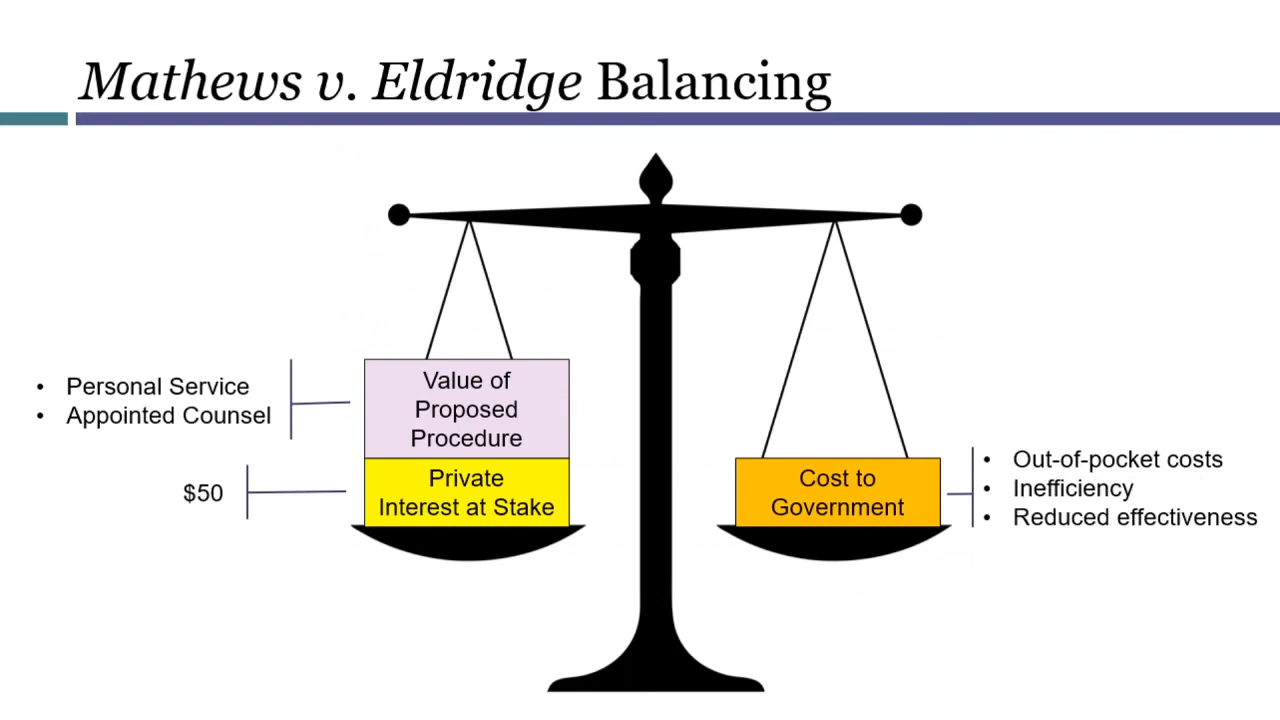 Mathews v. Eldridge Balancing
• Personal Service
• Appointed Counsel
Value of
Proposed
Procedure
$50
Private
Interest at Stake
Cost to
Government
• Out-of-pocket costs
• Inefficiency
• Reduced effectiveness